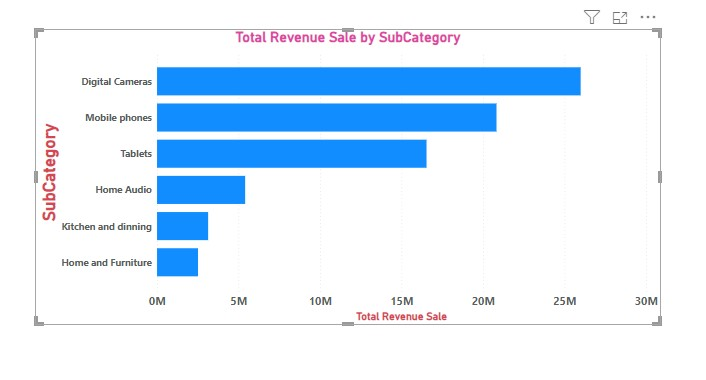 Total Revenue Sale by SubCategory
SubCategory
Digital Cameras
Mobile phones
Tablets
Home Audio
Kitchen and dinning
Home and Furniture
0M 5M 10M 15M 20M 25M 30M
Total Revenue Sale